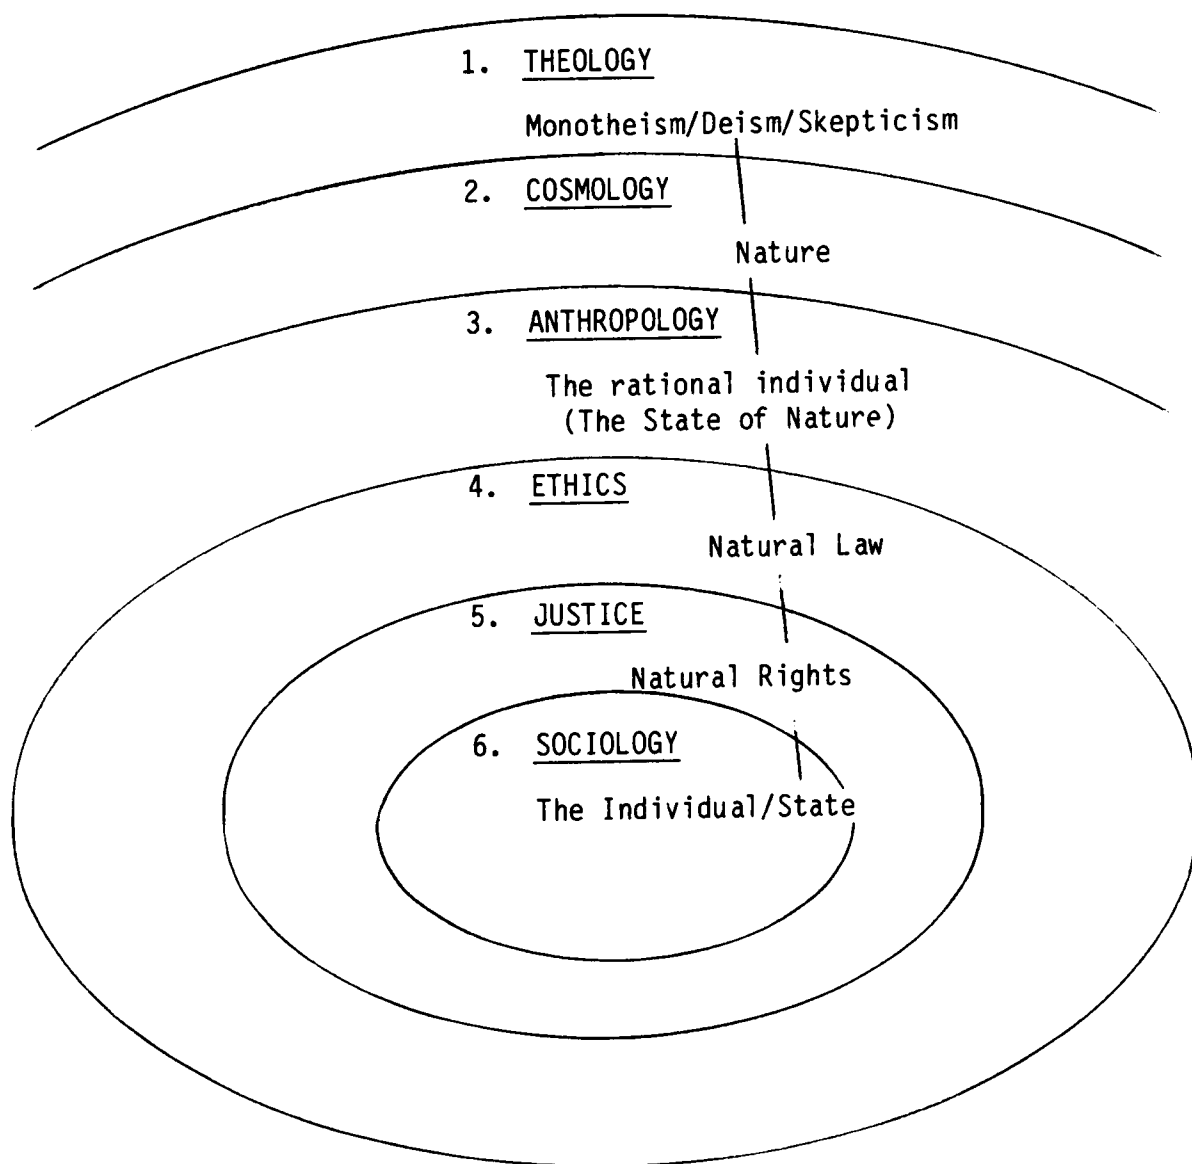 1. THEOLOGY
Monotheism/Deism/Skepticism
2. COSMOLOGY
Nature
3. ANTHROPOLOGY
The rational individual
(The State of Nature)
4. ETHICS
Natural Law
5. JUSTICE
Natural Rights
6. SOCIOLOGY
The Individual/State